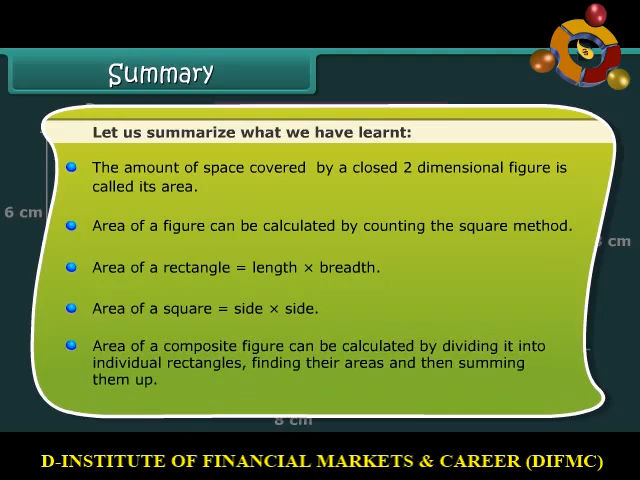 Summary
Let us summarize what we have learnt:
The amount of space covered by a closed 2 dimensional figure is
called its area.
6 cm
Area of a figure can be calculated by counting the square method.
cm
Area of a rectangle = length × breadth.
Area of a square = side × side.
Area of a composite figure can be calculated by dividing it into
individual rectangles, finding their areas and then summing
them up.
8 cm
D-INSTITUTE OF FINANCIAL MARKETS & CAREER (DIFMC)